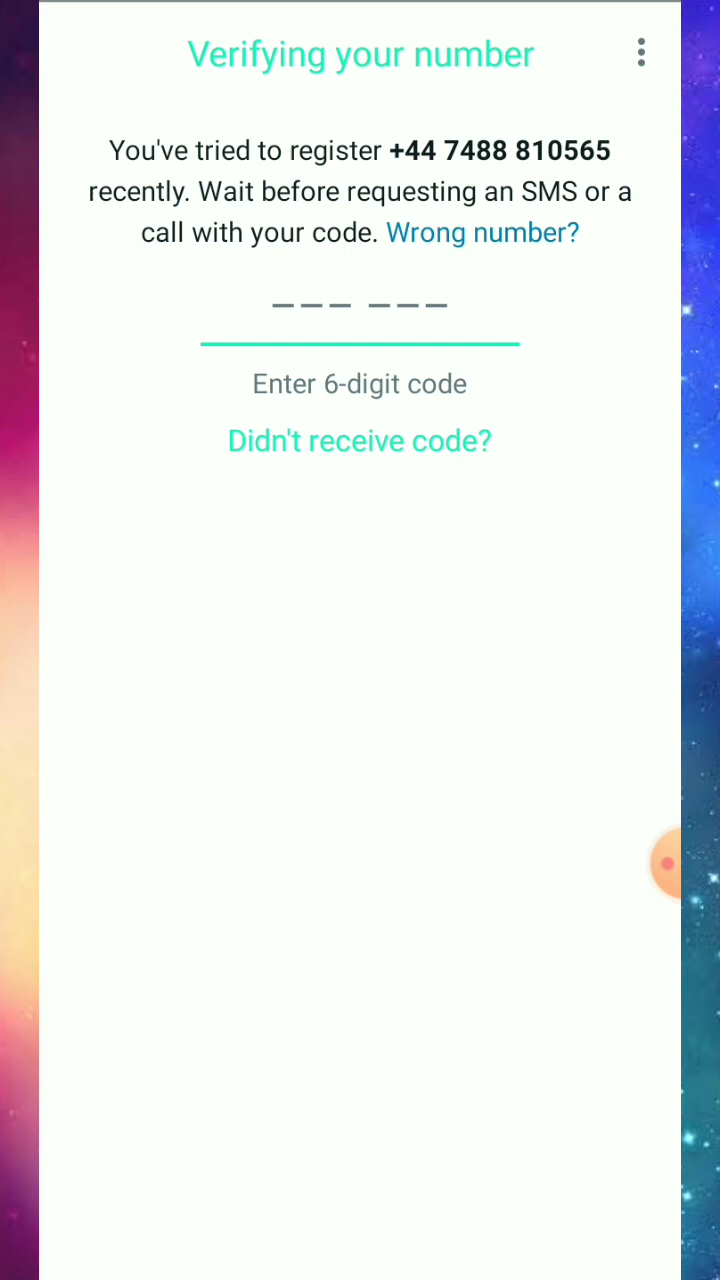 Verifying your number
You've tried to register +44 7488 810565
recently. Wait before requesting an SMS or a
call with your code. Wrong number?
Enter 6-digit code
Didn't receive code?